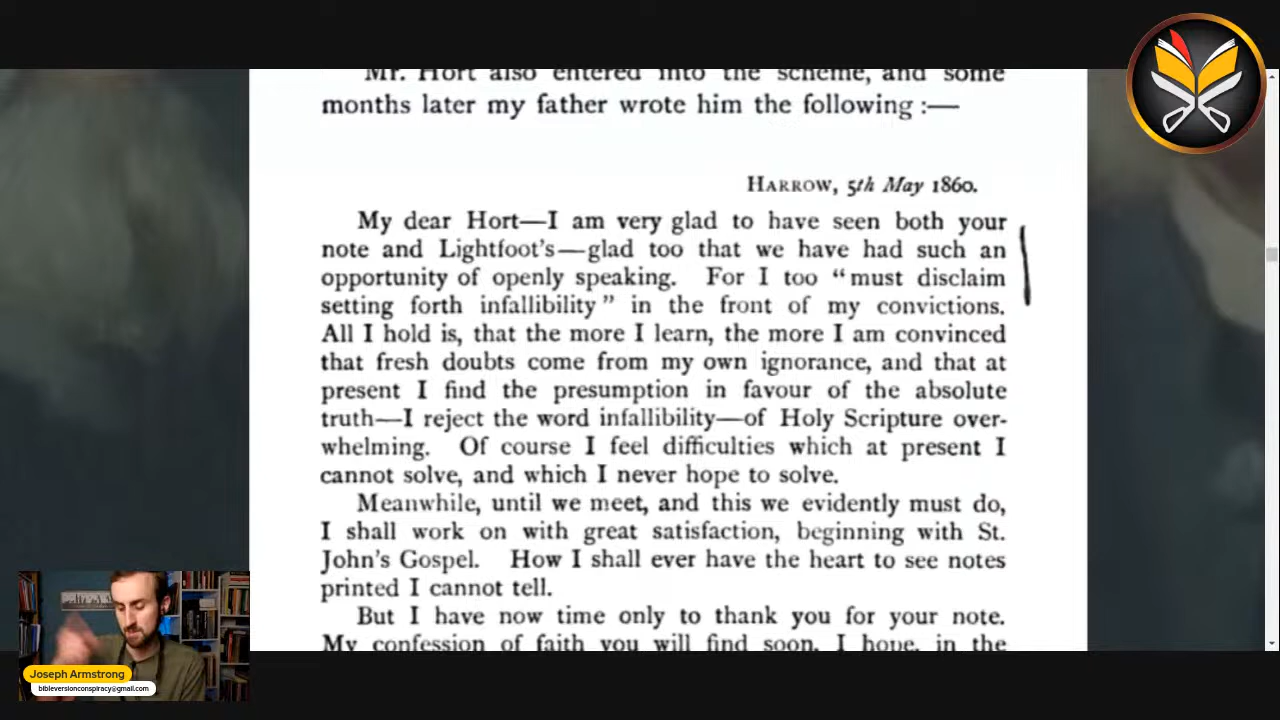 Mr. Hort also entered into the scheme, and some
months later my father wrote him the following :—
HARROW, 5th May 1860.
My dear Hort—I am very glad to have seen both your
note and Lightfoot's—glad too that we have had such an
opportunity of openly speaking. For I too “must disclaim
setting forth infallibility” in the front of my convictions.
All I hold is, that the more I learn, the more I am convinced
that fresh doubts come from my own ignorance, and that at
present I find the presumption in favour of the absolute
truth—I reject the word infallibility—of Holy Scripture over-
whelming. Of course I feel difficulties which at present I
cannot solve, and which I never hope to solve.
Meanwhile, until we meet, and this we evidently must do,
I shall work on with great satisfaction, beginning with St.
John's Gospel. How I shall ever have the heart to see notes
printed I cannot tell.
But I have now time only to thank you for your note.
My confession of faith you will find soon, I hope, in the
Joseph Armstrong
bibleversionconspiracy@gmail.com